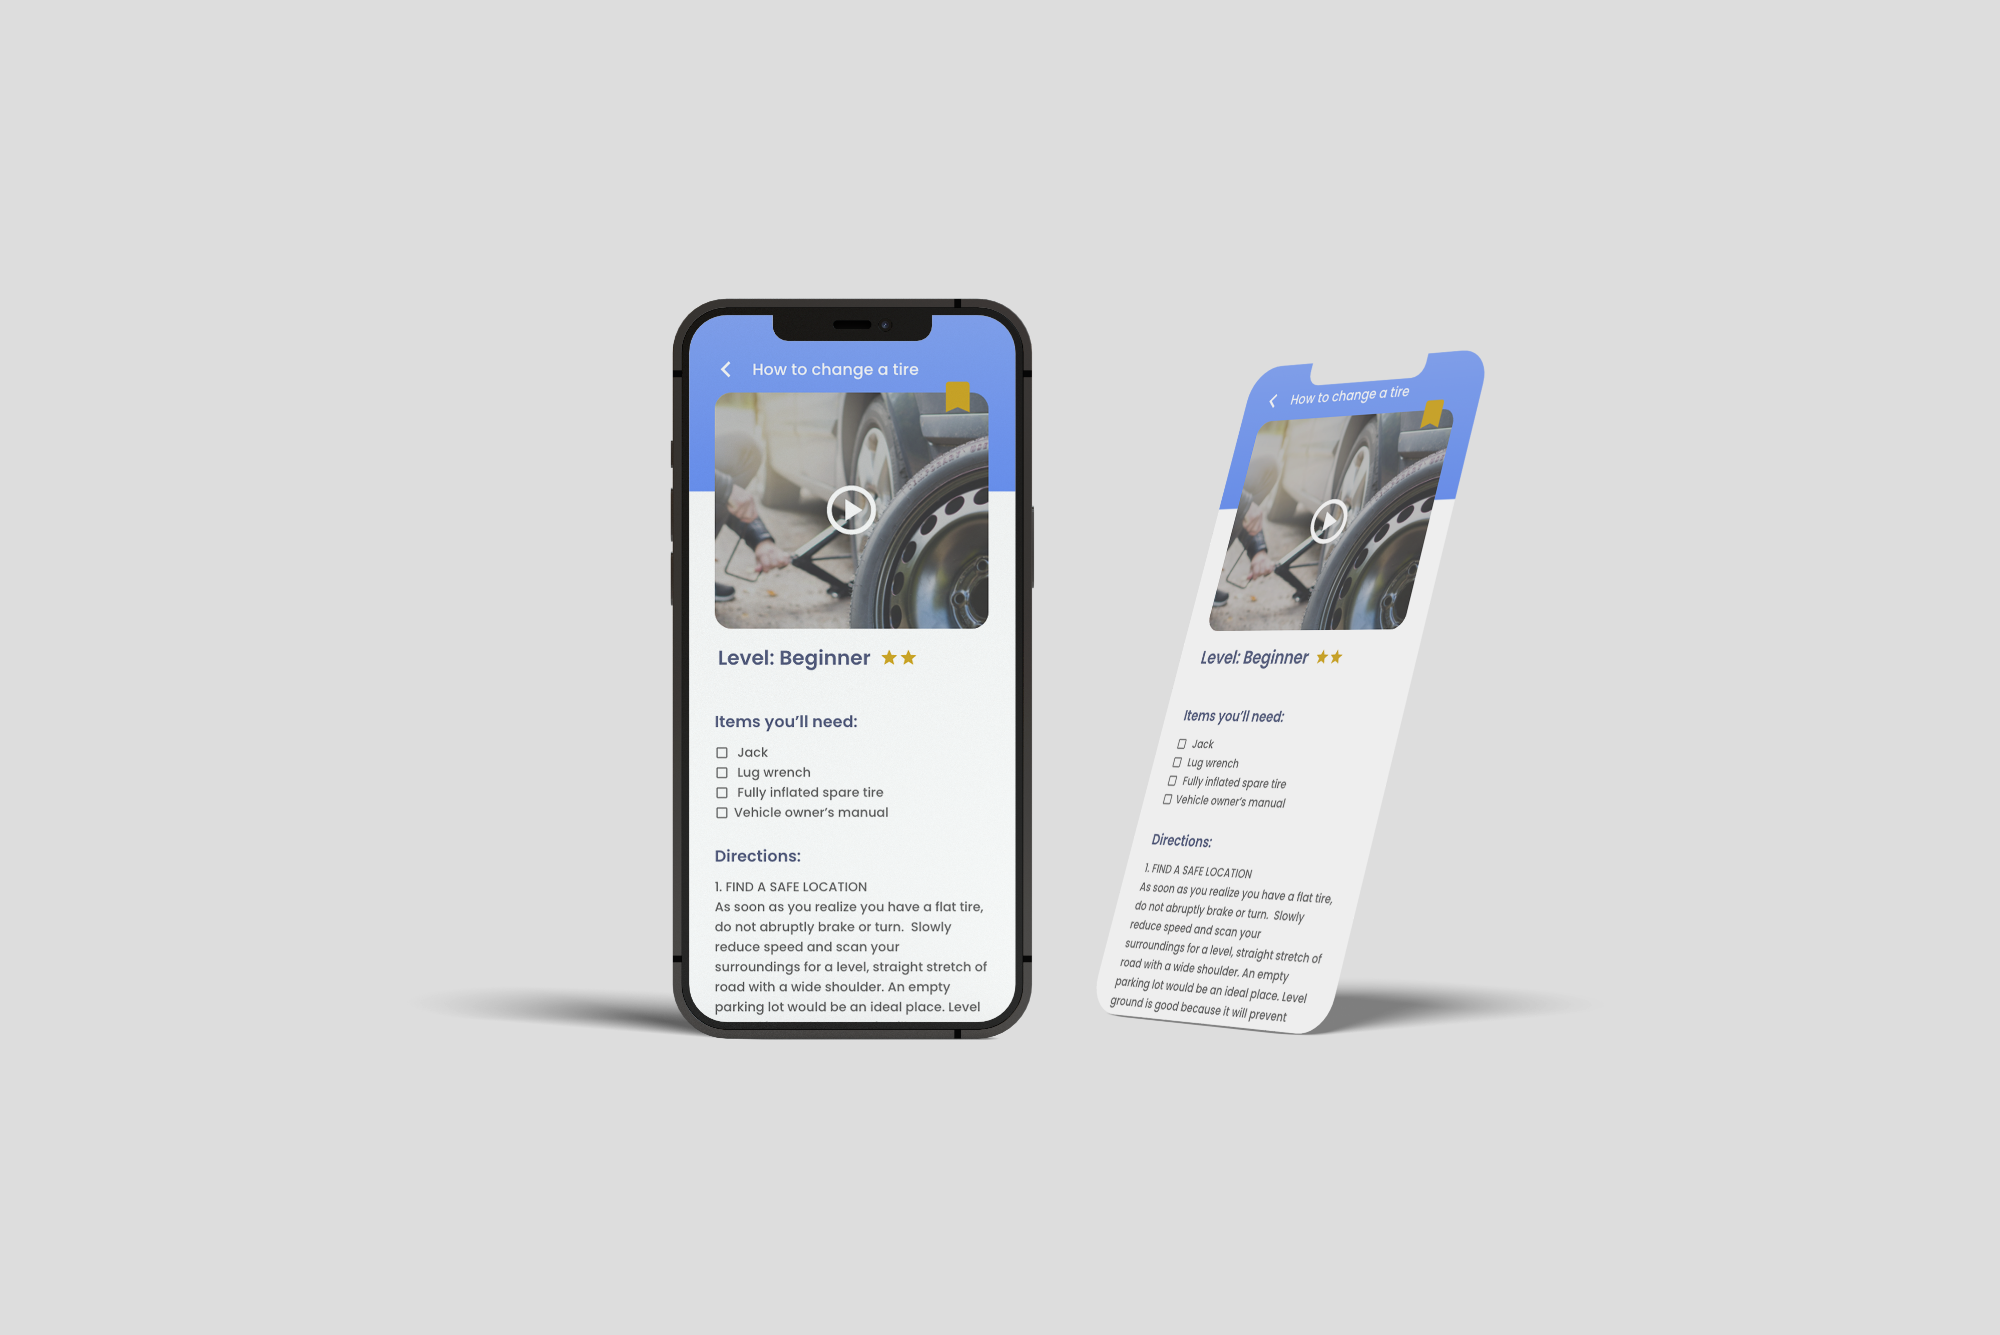 How to change a tire
Level: Beginner
Items you'll need:
Jack
Lug wrench
Fully inflated spare tire
Vehicle owner's manual
Directions:
1. FIND A SAFE LOCATION
As soon as you realize you have a flat tire,
do not abruptly brake or turn. Slowly
reduce speed and scan your
surroundings for a level, straight stretch of
road with a wide shoulder. An empty
parking lot would be an ideal place. Level
How to change a tire
Level: Beginner
Items you'll need:
Jack
Lug wrench
Fully inflated spare tire
Vehicle owner's manual
Directions:
1. FIND A SAFE LOCATION
As soon as you realize you have a flat tire,
do not abruptly brake or turn. Slowly
reduce speed and scan your
surroundings for a level, straight stretch of
road with a wide shoulder. An empty
parking lot would be an ideal place. Level
ground is good because it will prevent